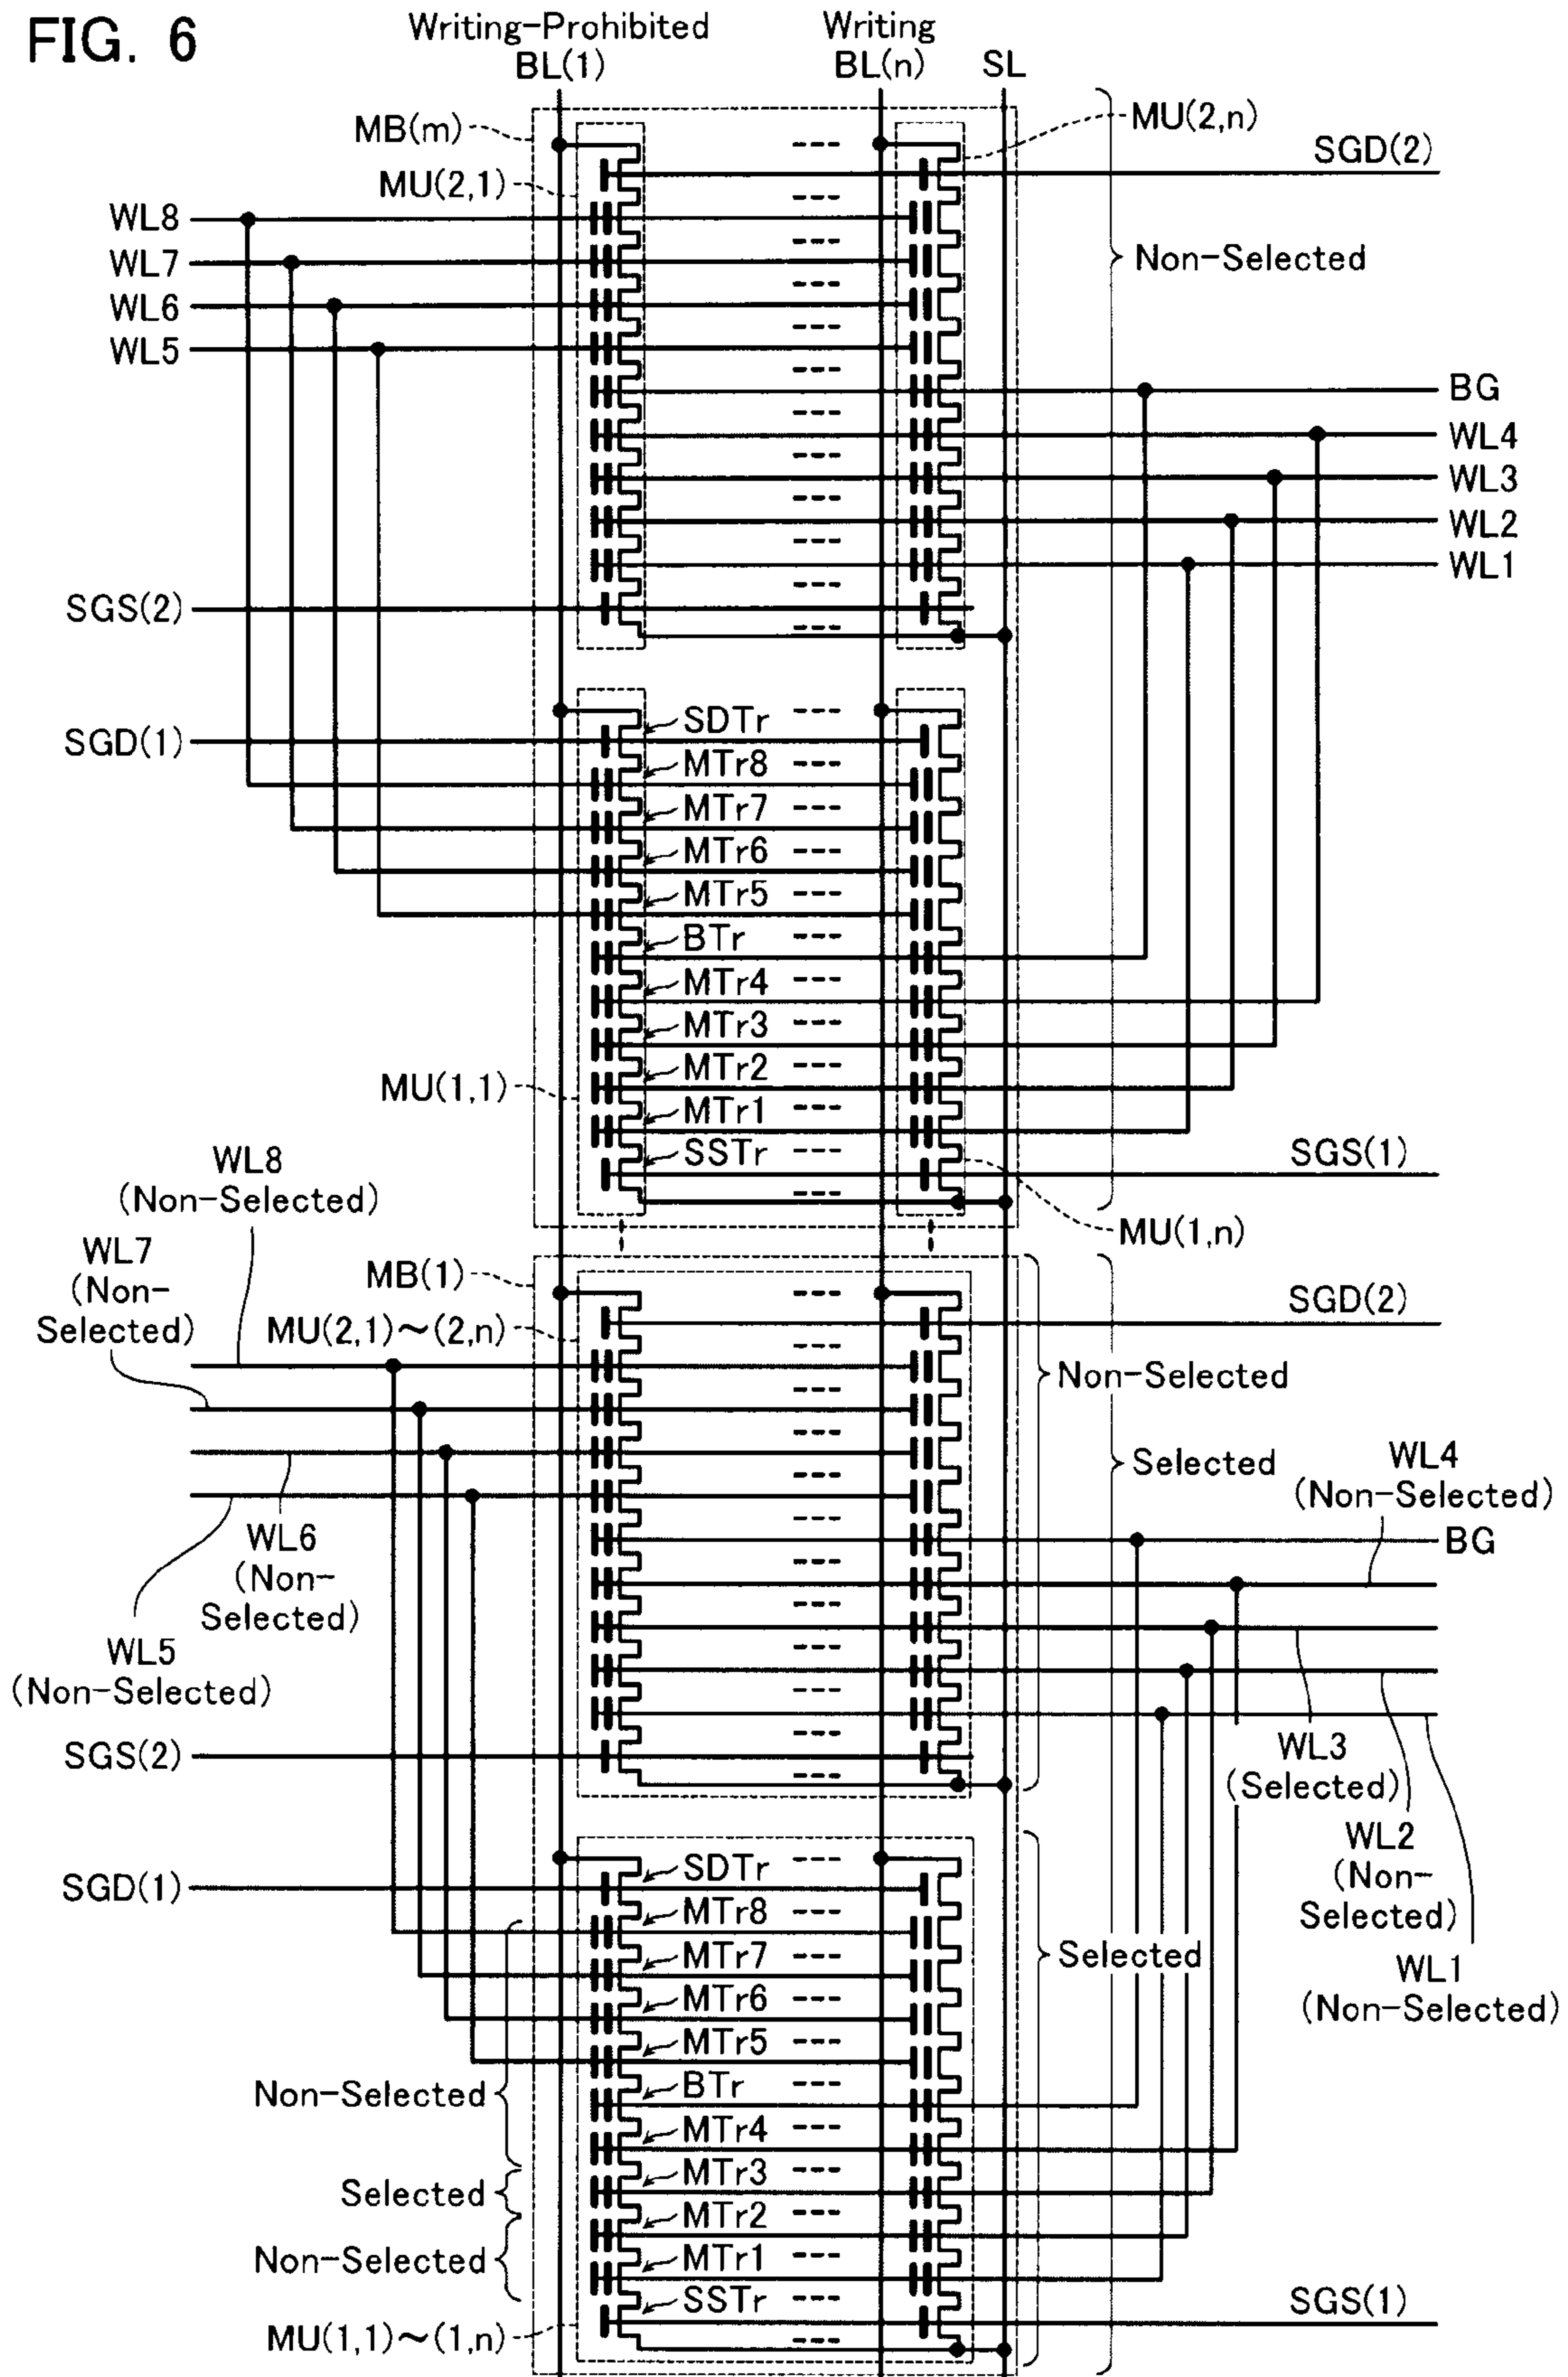 FIG. 6
Writing-Prohibited
BL(1)
Writing
BL(n)
SL
MB(m)
MU(2,n)
SGD(2)
MU(2,1)
WL8
WL7
WL6
WL5
Non-Selected
BG
WL4
WL3
WL2
WL1
SGS(2)
SGD(1)
SDTr
MTr8
MTr7
MTr6
MTr5
BTr
MTr4
MTr3
MTr2
MTr1
SSTr
MU(1,1)
SGS(1)
MU(1,n)
WL8
(Non-Selected)
WL7
(Non-
Selected)
MB(1)
SGD(2)
MU(2,1)～(2,n)
Non-Selected
Selected
WL4
(Non-Selected)
BG
WL6
(Non-
Selected)
WL5
(Non-Selected)
SGS(2)
WL3
(Selected)
WL2
(Non-
Selected)
WL1
(Non-Selected)
SGD(1)
SDTr
MTr8
MTr7
MTr6
MTr5
BTr
MTr4
MTr3
MTr2
MTr1
SSTr
Selected
Non-Selected
Selected
Non-Selected
SGS(1)
MU(1,1)～(1,n)